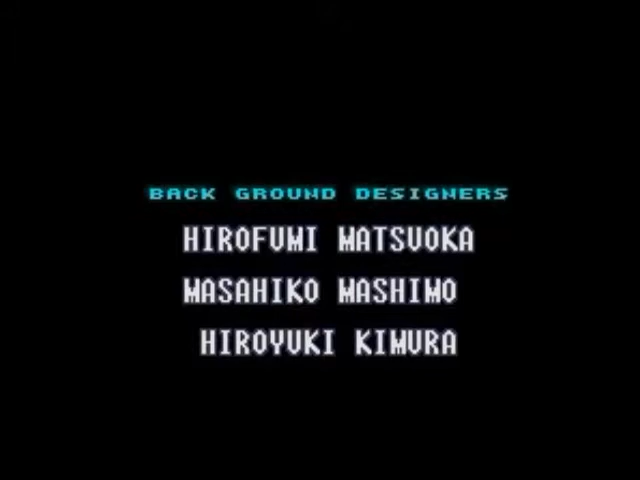 BACK GROUND DESIGNERS
HIROFUMI MATSUOKA
MASAHIKO MASHIMO
HIROYUKI KIMURA